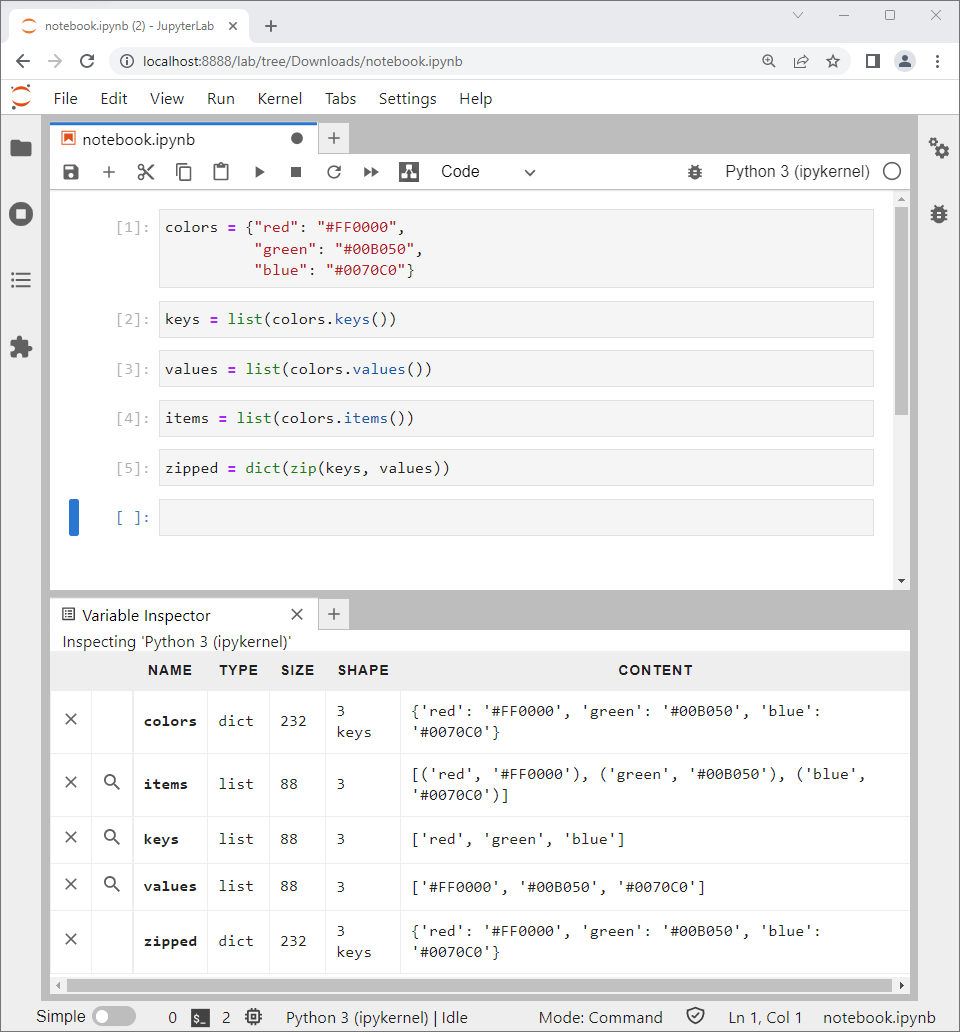 notebook.ipynb (2) - JupyterLab
localhost:8888/lab/tree/Downloads/notebook.ipynb
File Edit View Run Kernel Tabs Settings Help
notebook.ipynb
Code Python 3 (ipykernel)
[1]: colors = {"red": "#FF0000",
"green": "#00B050",
"blue": "#0070C0"}
[2]: keys = list(colors.keys())
[3]: values = list(colors.values())
[4]: items = list(colors.items())
[5]: zipped = dict(zip(keys, values))
[ ]:
Variable Inspector
Inspecting 'Python 3 (ipykernel)'
NAME TYPE SIZE SHAPE CONTENT
colors dict 232 3 keys {'red': '#FF0000', 'green': '#00B050', 'blue':
'#0070C0'}
items list 88 3 [('red', '#FF0000'), ('green', '#00B050'), ('blue',
'#0070C0')]
keys list 88 3 ['red', 'green', 'blue']
values list 88 3 ['#FF0000', '#00B050', '#0070C0']
zipped dict 232 3 keys {'red': '#FF0000', 'green': '#00B050', 'blue':
'#0070C0'}
Simple 0 $_ 2 Python 3 (ipykernel) | Idle Mode: Command Ln 1, Col 1 notebook.ipynb